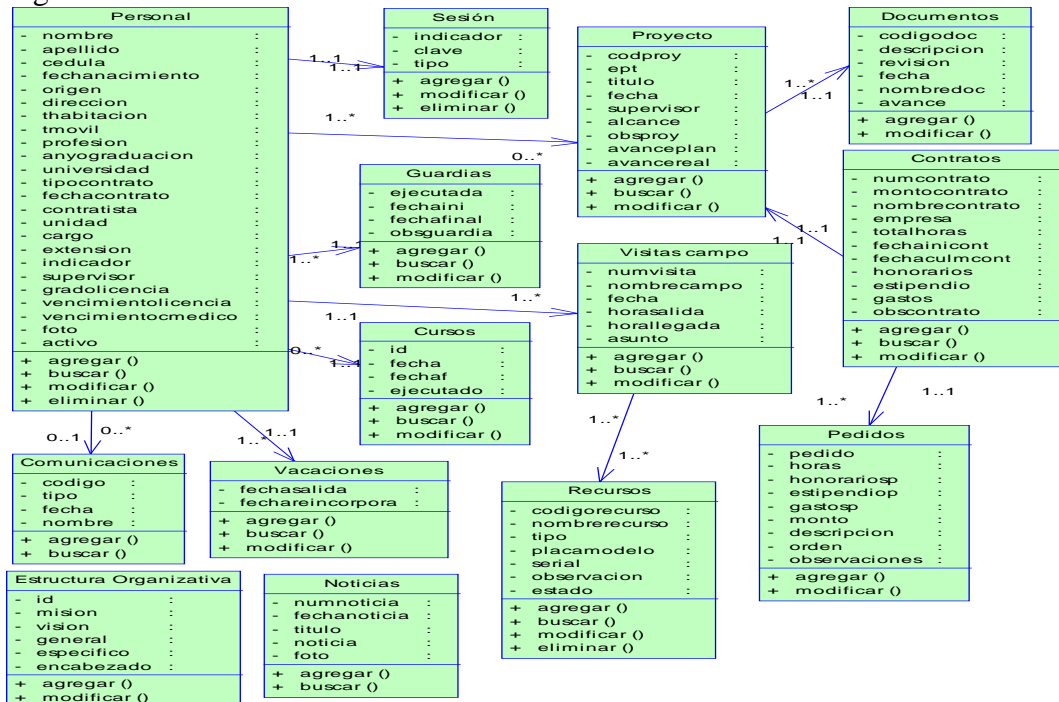 Personal
- nombre :
- apellido :
- cedula :
- fechanacimiento :
- origen :
- direccion :
- thabitacion :
- tmovil :
- profesion :
- anyograduacion :
- universidad :
- tipocontrato :
- fechacontrato :
- contratista :
- unidad :
- cargo :
- extension :
- indicador :
- supervisor :
- gradolicencia :
- vencimientolicencia :
- vencimientocmedico :
- foto :
- activo :
+ agregar ()
+ buscar ()
+ modificar ()
+ eliminar ()
1..1
1..1
Sesión
- indicador :
- clave :
- tipo :
+ agregar ()
+ modificar ()
+ eliminar ()
1..*
0..*
Proyecto
- codproy :
- ept :
- titulo :
- fecha :
- supervisor :
- alcance :
- obsproy :
- avanceplan :
- avancereal :
+ agregar ()
+ buscar ()
+ modificar ()
1..*
1..1
Documentos
- codigodoc :
- descripcion :
- revision :
- fecha :
- nombredoc :
- avance :
+ agregar ()
+ modificar ()
Contratos
- numcontrato :
- montocontrato :
- nombrecontrato :
- empresa :
- totalhoras :
- fechainicont :
- fechaculmcont :
- honorarios :
- estipendio :
- gastos :
- obscontrato :
+ agregar ()
+ buscar ()
+ modificar ()
1..1
1..1
Guardias
- ejecutada :
- fechaini :
- fechafinal :
- obsguardia :
+ agregar ()
+ buscar ()
+ modificar ()
1..*
1..1
Visitas campo
- numvisita :
- nombrecampo :
- fecha :
- horasalida :
- horallegada :
- asunto :
+ agregar ()
+ buscar ()
+ modificar ()
1..1
1..*
Cursos
- id :
- fecha :
- fechaf :
- ejecutado :
+ agregar ()
+ buscar ()
+ modificar ()
0..*
1..1
0..1
0..*
Comunicaciones
- codigo :
- tipo :
- fecha :
- nombre :
+ agregar ()
+ buscar ()
1..*
1..1
Vacaciones
- fechasalida :
- fechareincorpora :
+ agregar ()
+ buscar ()
+ modificar ()
1..*
1..*
Recursos
- codigorecurso :
- nombrerecurso :
- tipo :
- placamodelo :
- serial :
- observacion :
- estado :
+ agregar ()
+ buscar ()
+ modificar ()
+ eliminar ()
1..*
1..1
Pedidos
- pedido :
- horas :
- honorariosp :
- estipendiop :
- gastosp :
- monto :
- descripcion :
- orden :
- observaciones :
+ agregar ()
+ modificar ()
Estructura Organizativa
- id :
- mision :
- vision :
- general :
- especifico :
- encabezado :
+ agregar ()
+ modificar ()
Noticias
- numnoticia :
- fechanoticia :
- titulo :
- noticia :
- foto :
+ agregar ()
+ buscar ()